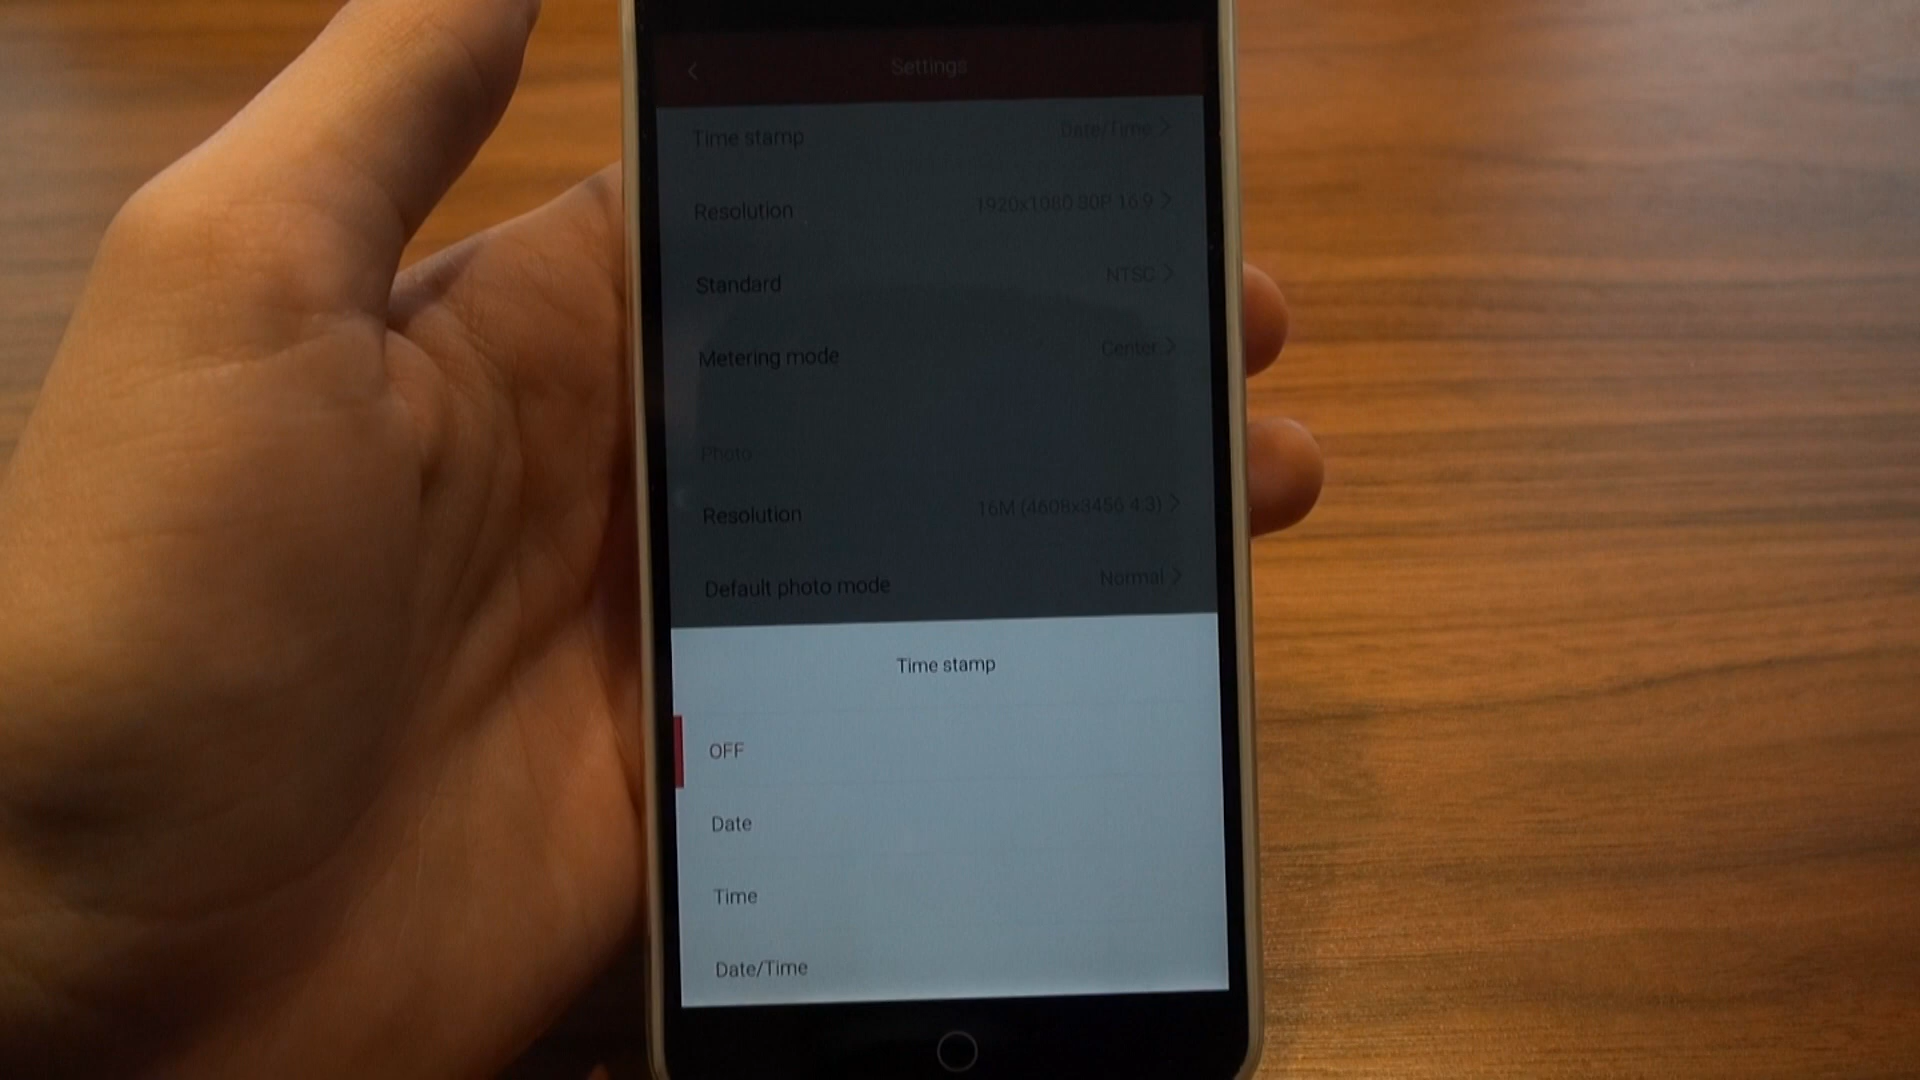 Settings
Time stamp Date/Time
Resolution 1920x1080 30P 16:9
Standard NTSC
Metering mode Center
Photo
Resolution 16M (4608x3456 4:3)
Default photo mode Normal
Time stamp
OFF
Date
Time
Date/Time